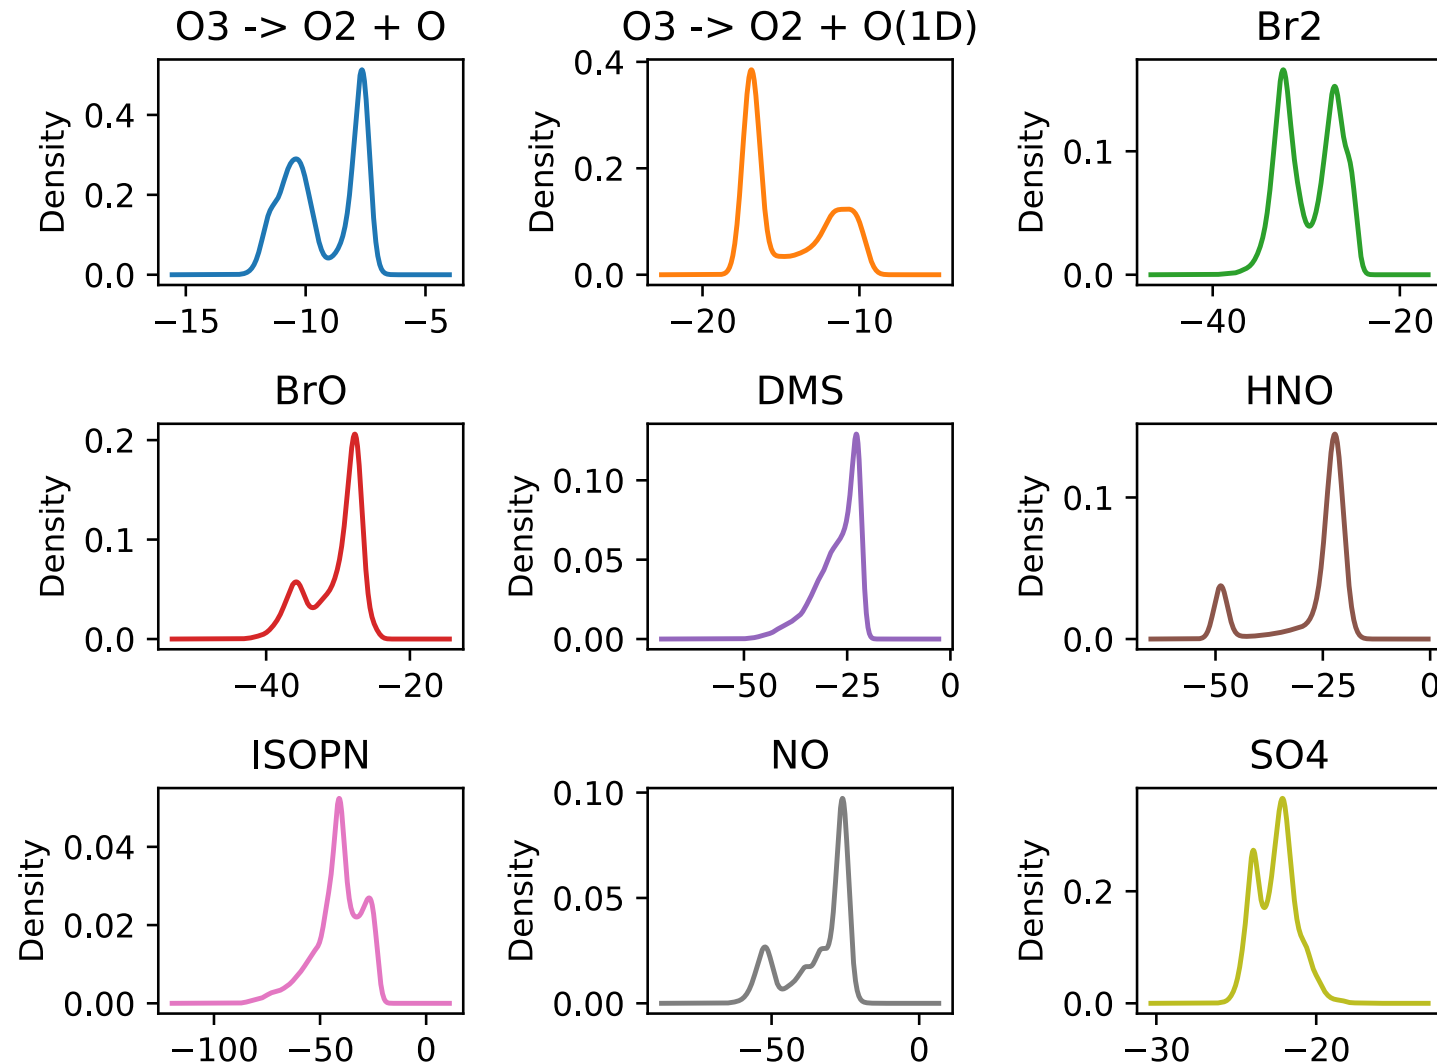 O3 -> O2 + O
O3 -> O2 + O(1D)
Br2
Density
0.4
0.2
0.0
−15 −10 −5
Density
0.4
0.2
0.0
−20 −10
Density
0.1
0.0
−40 −20
BrO
DMS
HNO
Density
0.2
0.1
0.0
−40 −20
Density
0.10
0.05
0.00
−50 −25 0
Density
0.1
0.0
−50 −25 0
ISOPN
NO
SO4
Density
0.04
0.02
0.00
−100 −50 0
Density
0.10
0.05
0.00
−50 0
Density
0.2
0.0
−30 −20